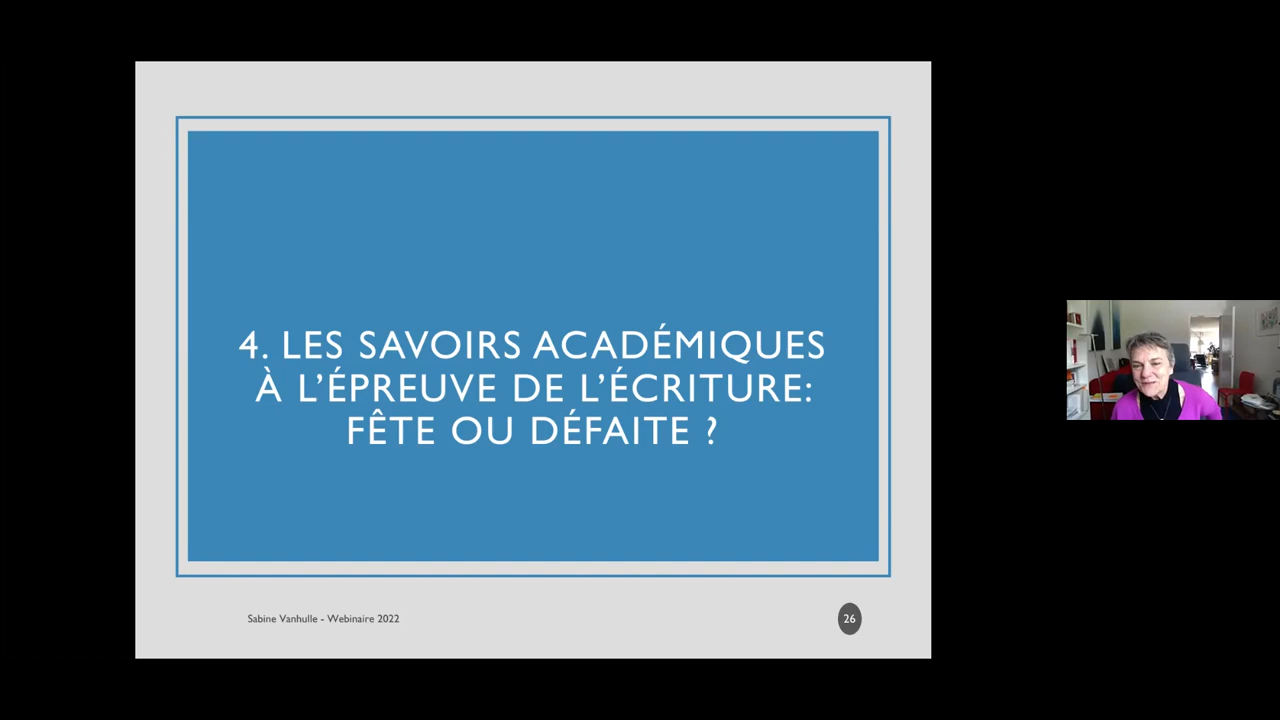 4. LES SAVOIRS ACADÉMIQUES
À L’ÉPREUVE DE L’ÉCRITURE:
FÊTE OU DÉFAITE ?
Sabine Vanhulle - Webinaire 2022
26